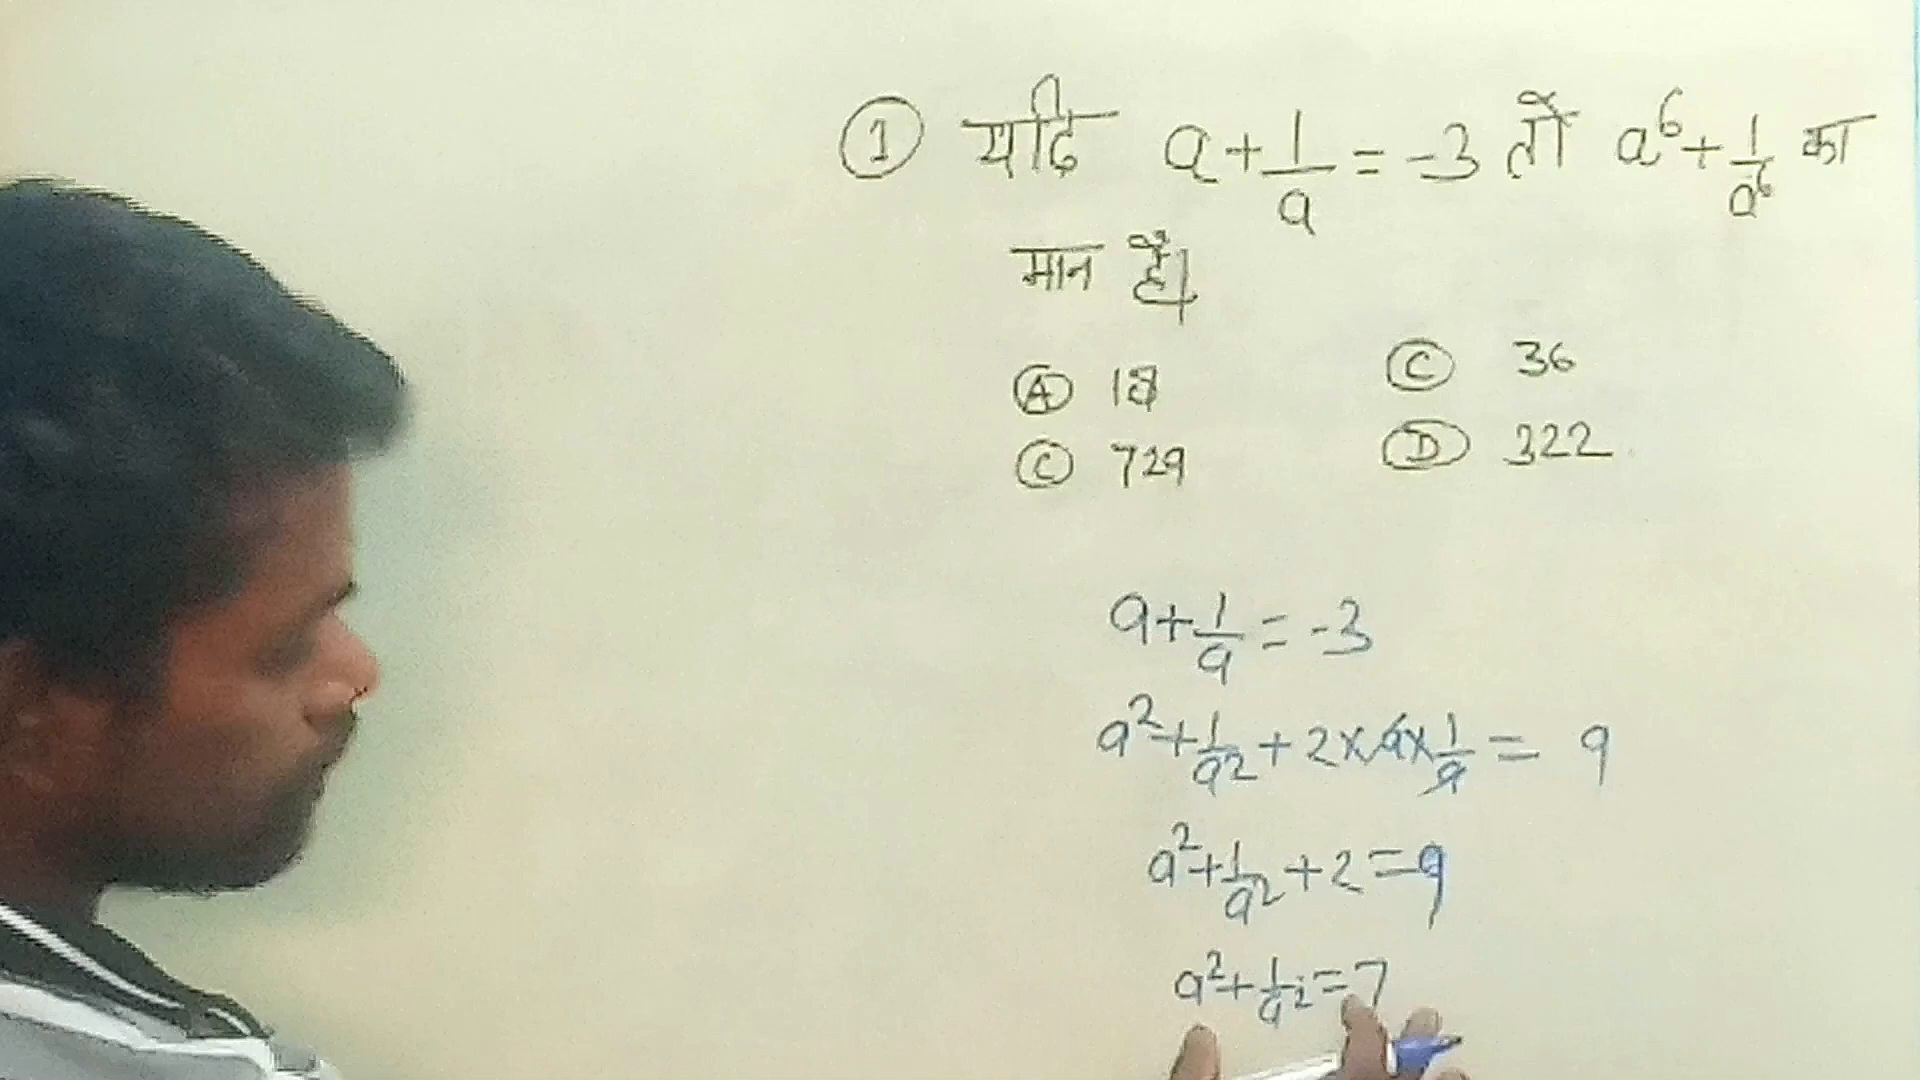 ① यदि a + 1/a = -3 तो a⁶ + 1/a⁶ का
मान है।
Ⓐ 18 Ⓒ 36
Ⓒ 729 Ⓓ 322
a + 1/a = -3
a² + 1/a² + 2 × a × 1/a = 9
a² + 1/a² + 2 = 9
a² + 1/a² = 7